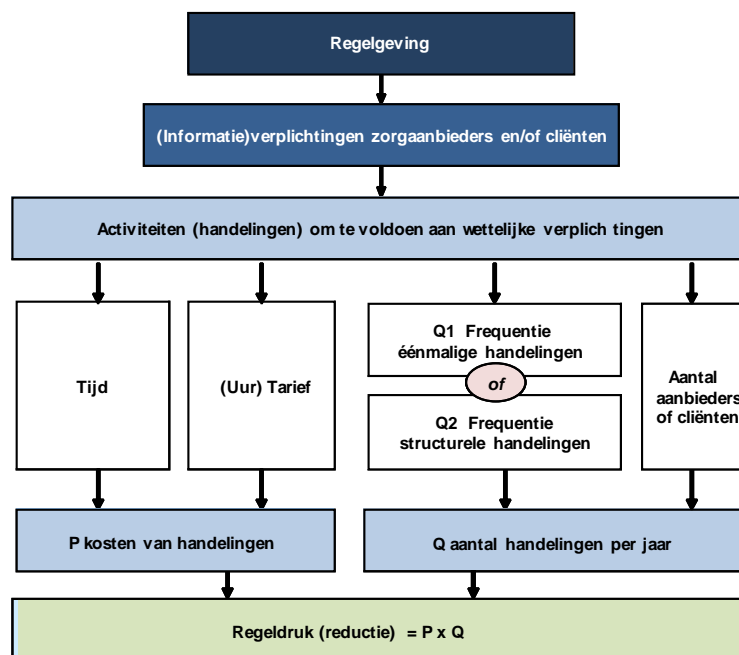 Regelgeving
(Informatie)verplichtingen zorgaanbieders en/of cliënten
Activiteiten (handelingen) om te voldoen aan wettelijke verplich tingen
Tijd
(Uur) Tarief
Q1 Frequentie
éénmalige handelingen
of
Q2 Frequentie
structurele handelingen
Aantal
aanbieders
of cliënten
P kosten van handelingen
Q aantal handelingen per jaar
Regeldruk (reductie) = P x Q